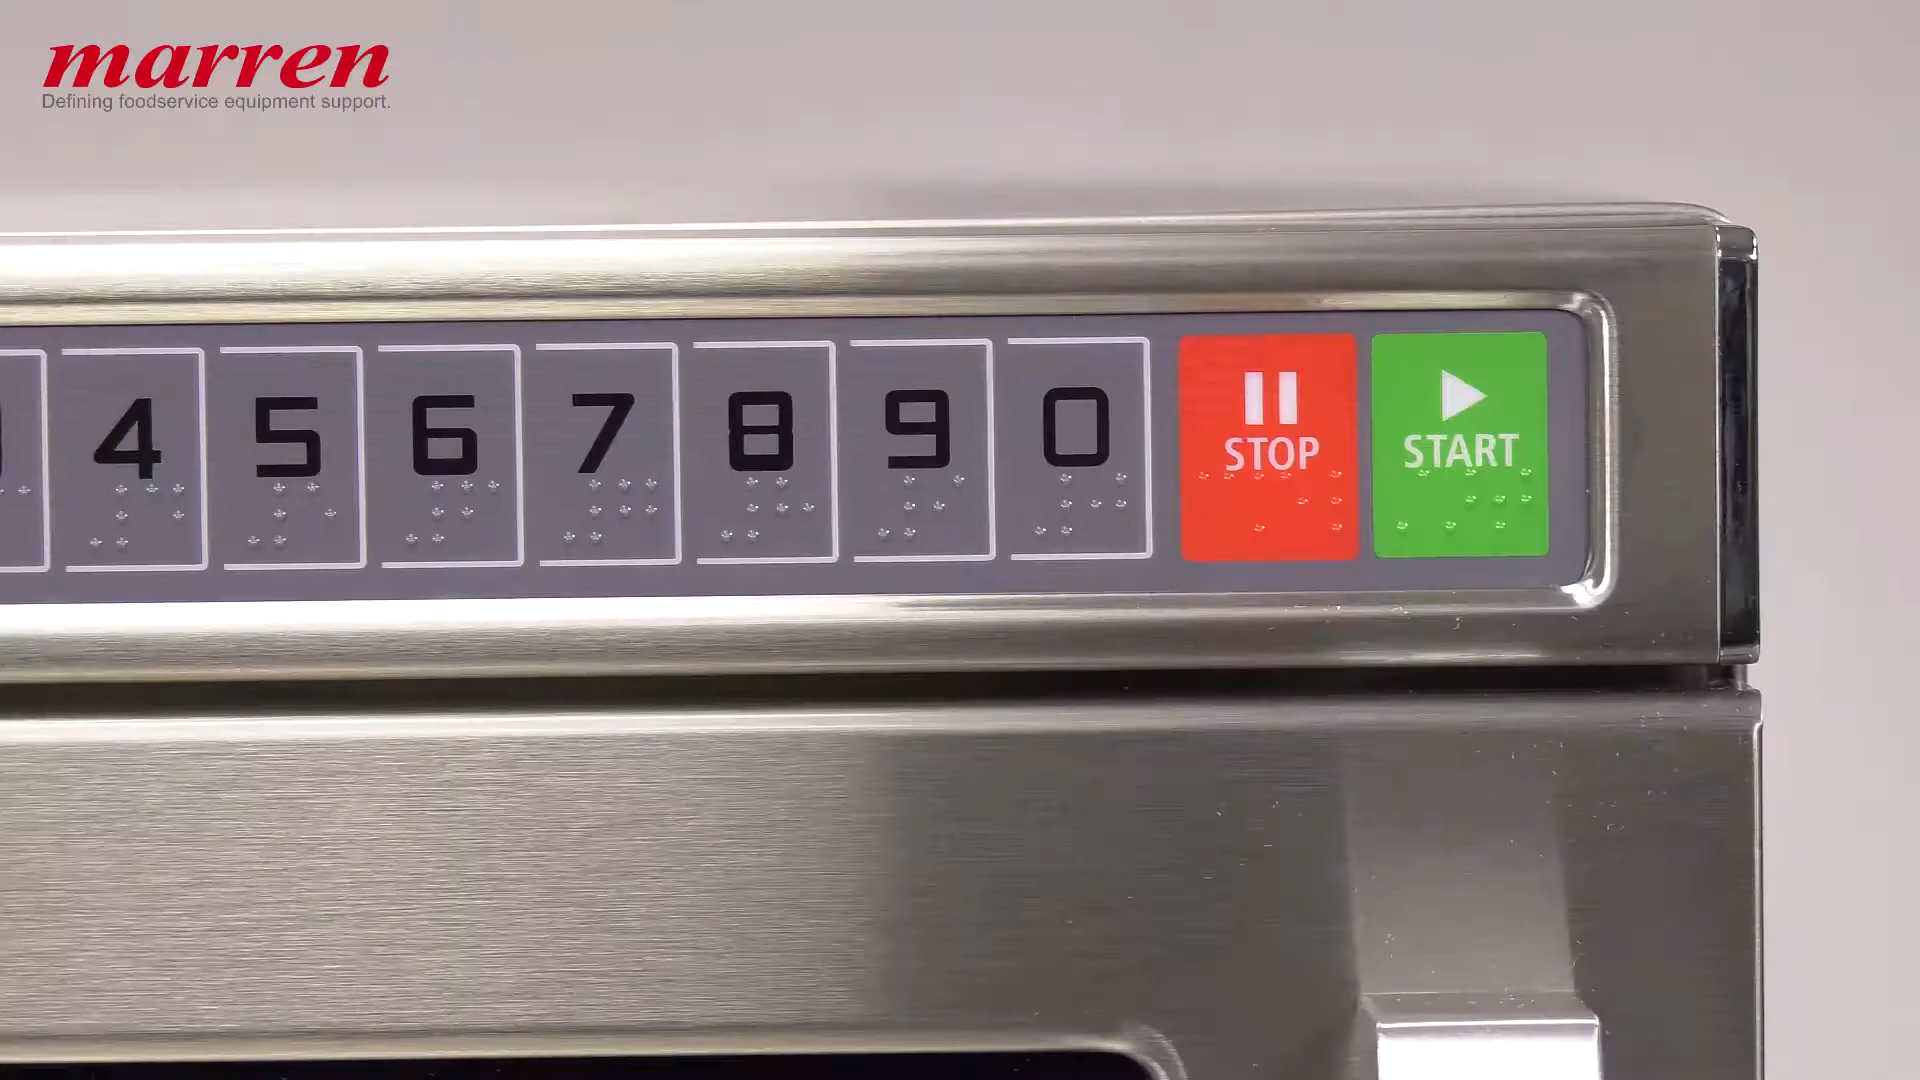 marren
Defining foodservice equipment support.
4 5 6 7 8 9 0 STOP START